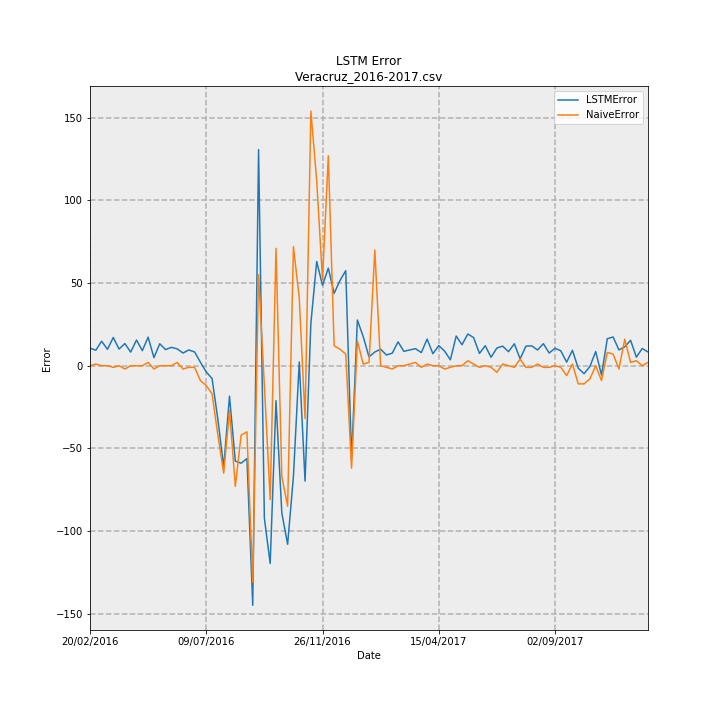 LSTM Error
Veracruz_2016-2017.csv
LSTMError
NaiveError
150
100
50
0
−50
−100
−150
Error
20/02/2016
09/07/2016
26/11/2016
15/04/2017
02/09/2017
Date